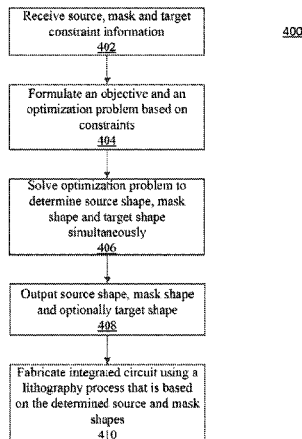 Receive source, mask and target
constraint information
402
400
Formulate an objective and an
optimization problem based on
constraints
404
Solve optimization problem to
determine source shape, mask
shape and target shape
simultaneously
406
Output source shape, mask shape
and optionally target shape
408
Fabricate integrated circuit using a
lithography process that is based
on the determined source and mask
shapes
410